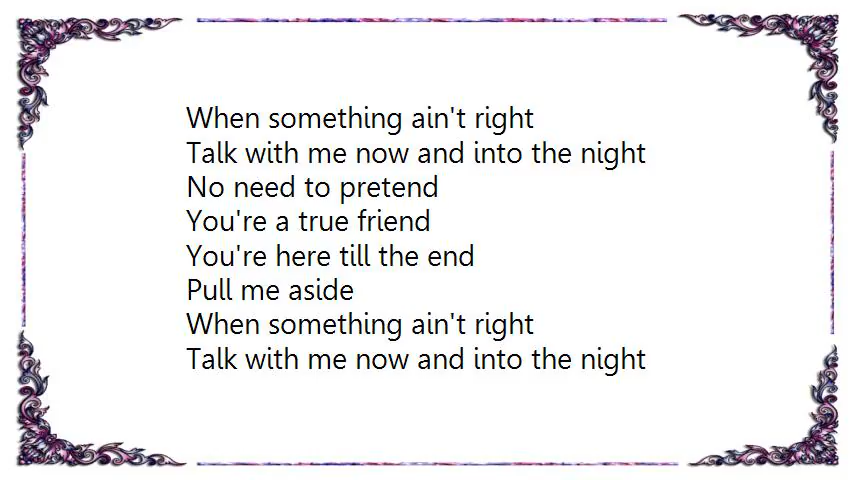 When something ain't right
Talk with me now and into the night
No need to pretend
You're a true friend
You're here till the end
Pull me aside
When something ain't right
Talk with me now and into the night